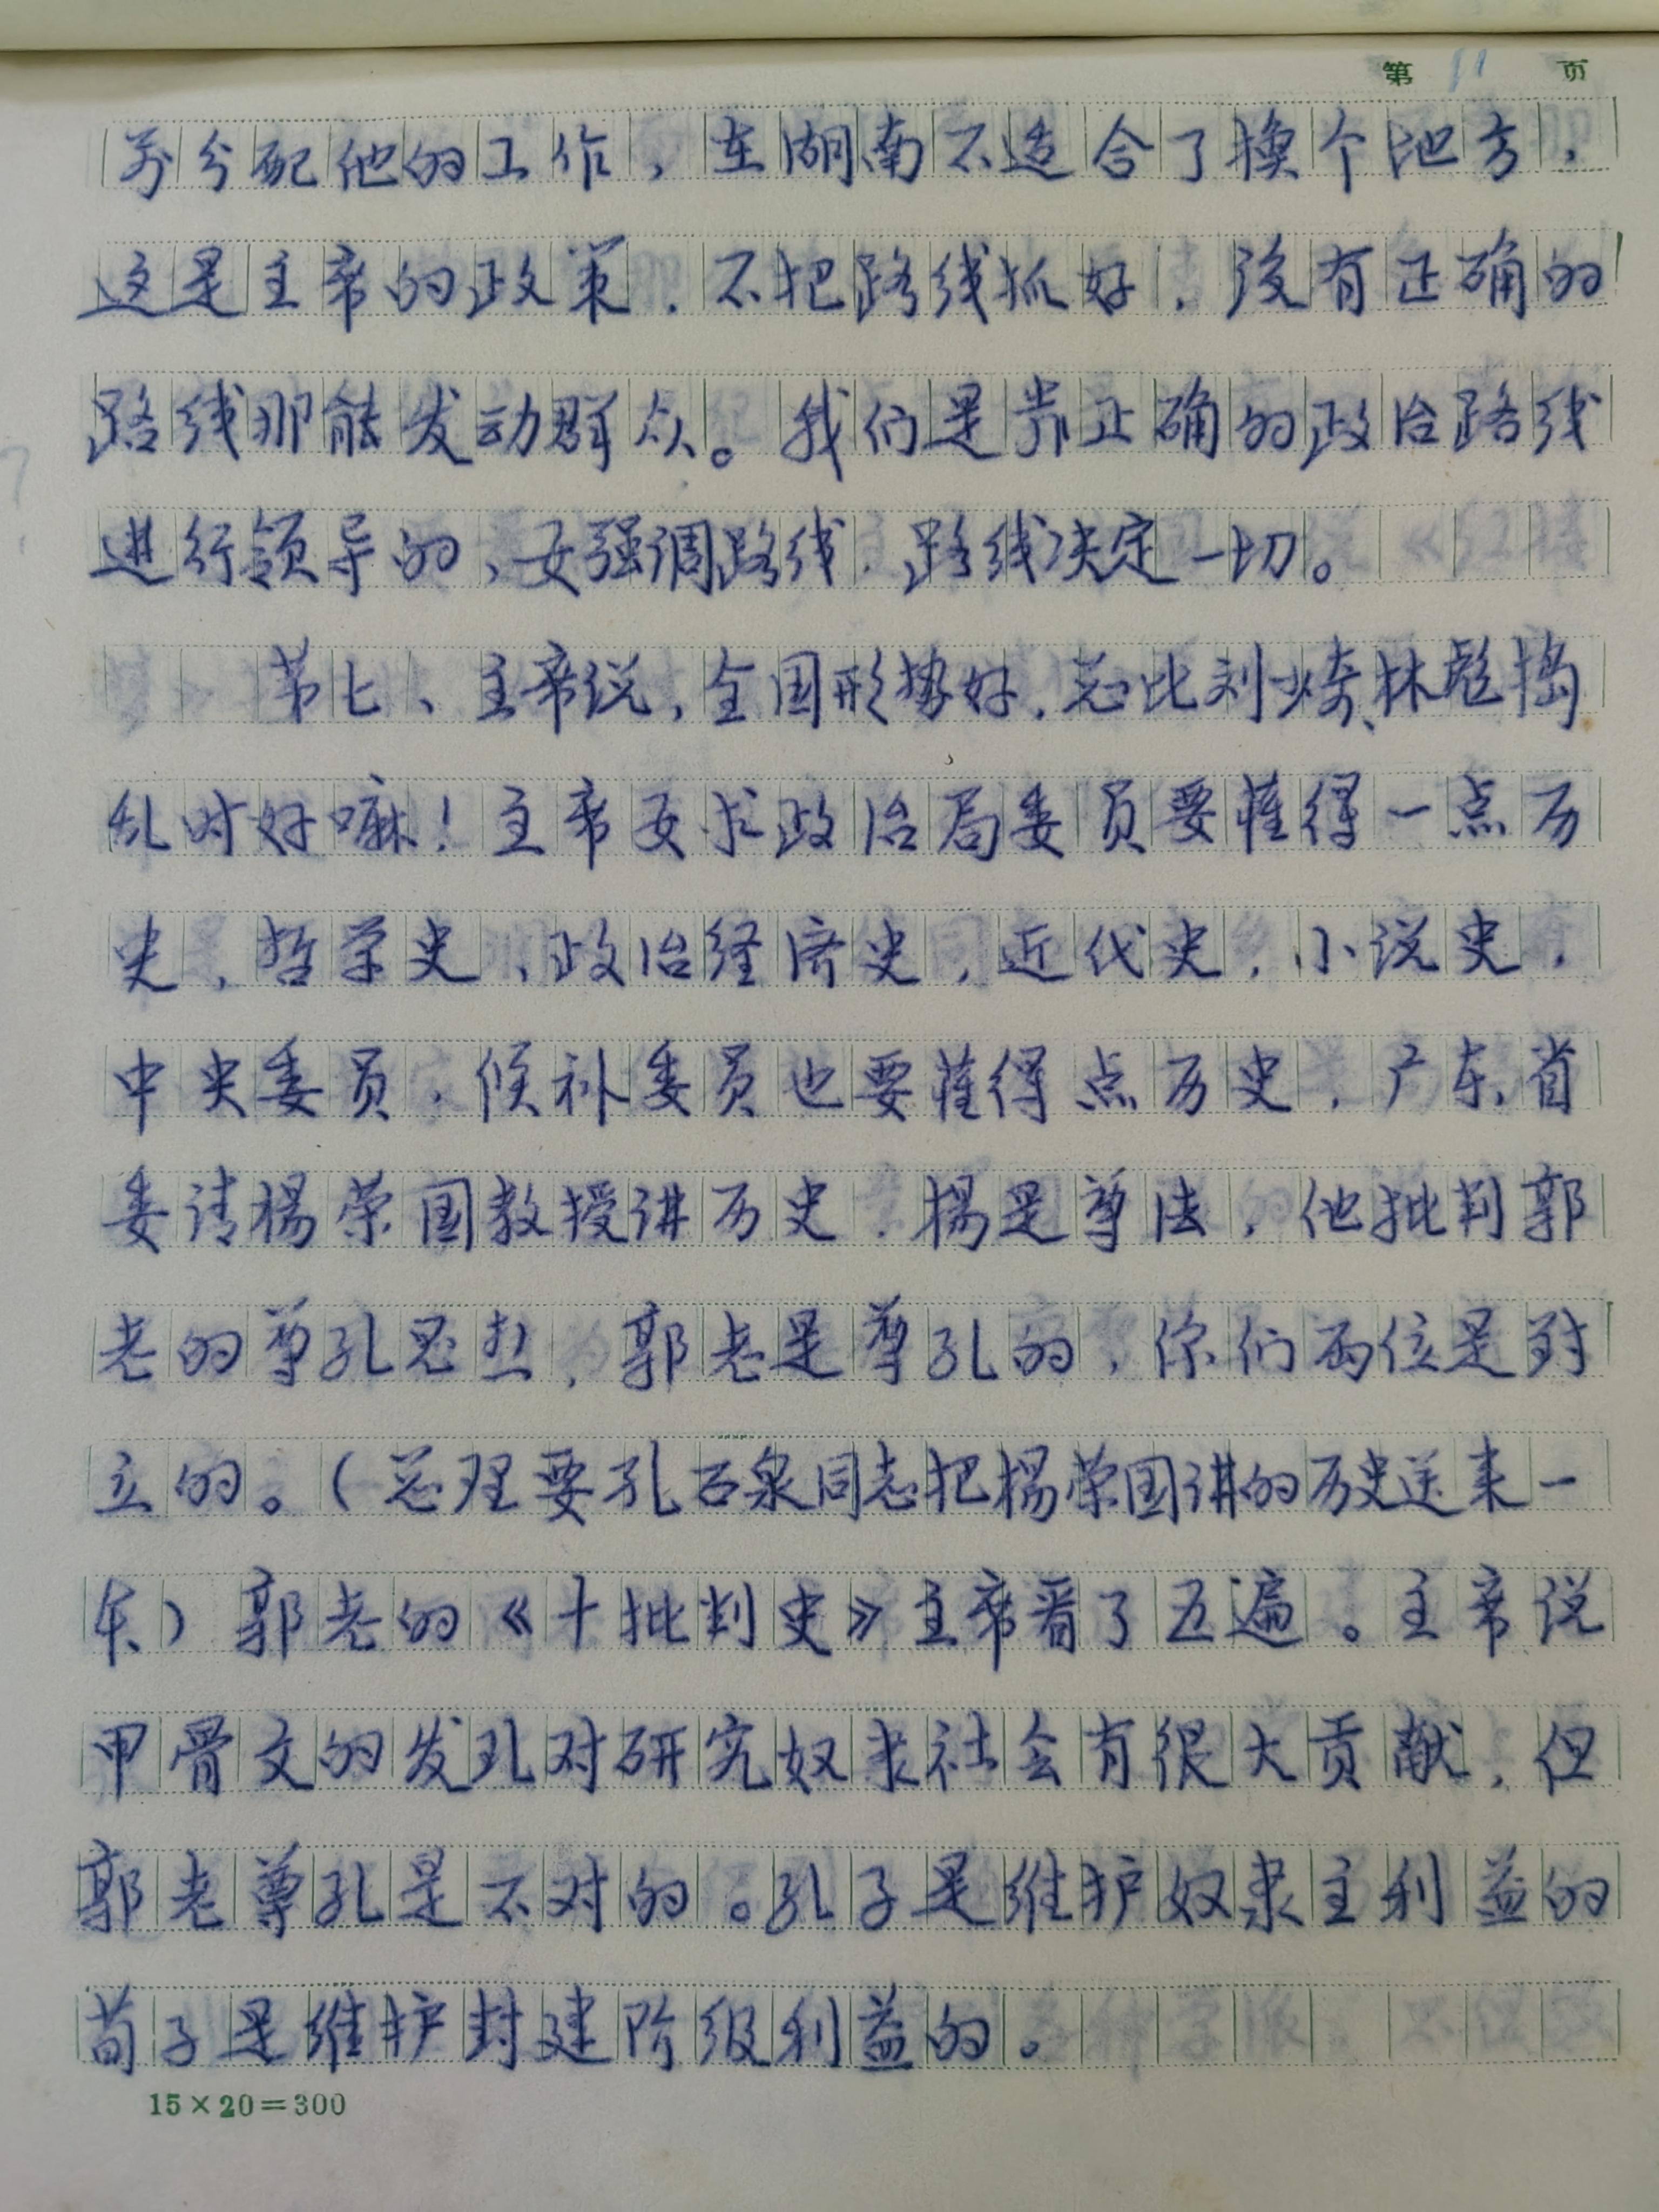 第 11 页
另分配他的工作，在湖南不适合了换个地方，
这是主席的政策，不把路线抓好，没有正确的
路线那能发动群众。我们是靠正确的政治路线
进行领导的，要强调路线，路线决定一切。
第七、主席说，全国形势好，总比刘少奇、林彪捣
乱时好嘛！主席要求政治局委员要懂得一点历
史，哲学史，政治经济史，近代史，小说史，
中央委员，候补委员也要懂得点历史，广东省
委请杨荣国教授讲历史，杨是尊法，他批判郭
老的尊孔思想，郭老是尊孔的，你们两位是对
立的。（总理要孔石泉同志把杨荣国讲的历史送来一
份）郭老的《十批判史》主席看了五遍。主席说
甲骨文的发现对研究奴隶社会有很大贡献，但
郭老尊孔是不对的。孔子是维护奴隶主利益的
荀子是维护封建阶级利益的。
15×20=300